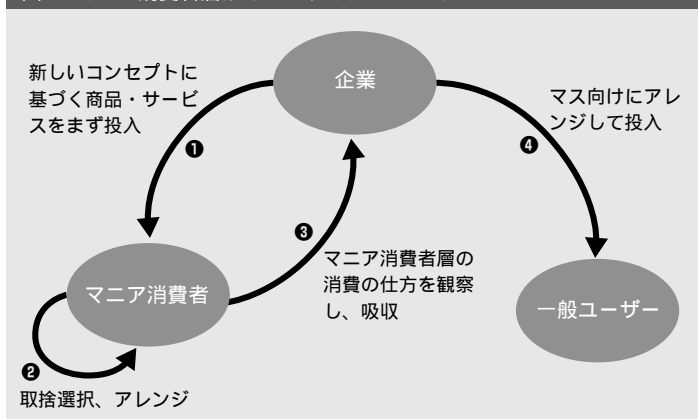 企業
新しいコンセプトに
基づく商品・サービ
スをまず投入
❶
マス向けにアレ
ンジして投入
❹
❸
マニア消費者層の
消費の仕方を観察
し、吸収
マニア消費者
一般ユーザー
❷
取捨選択、アレンジ